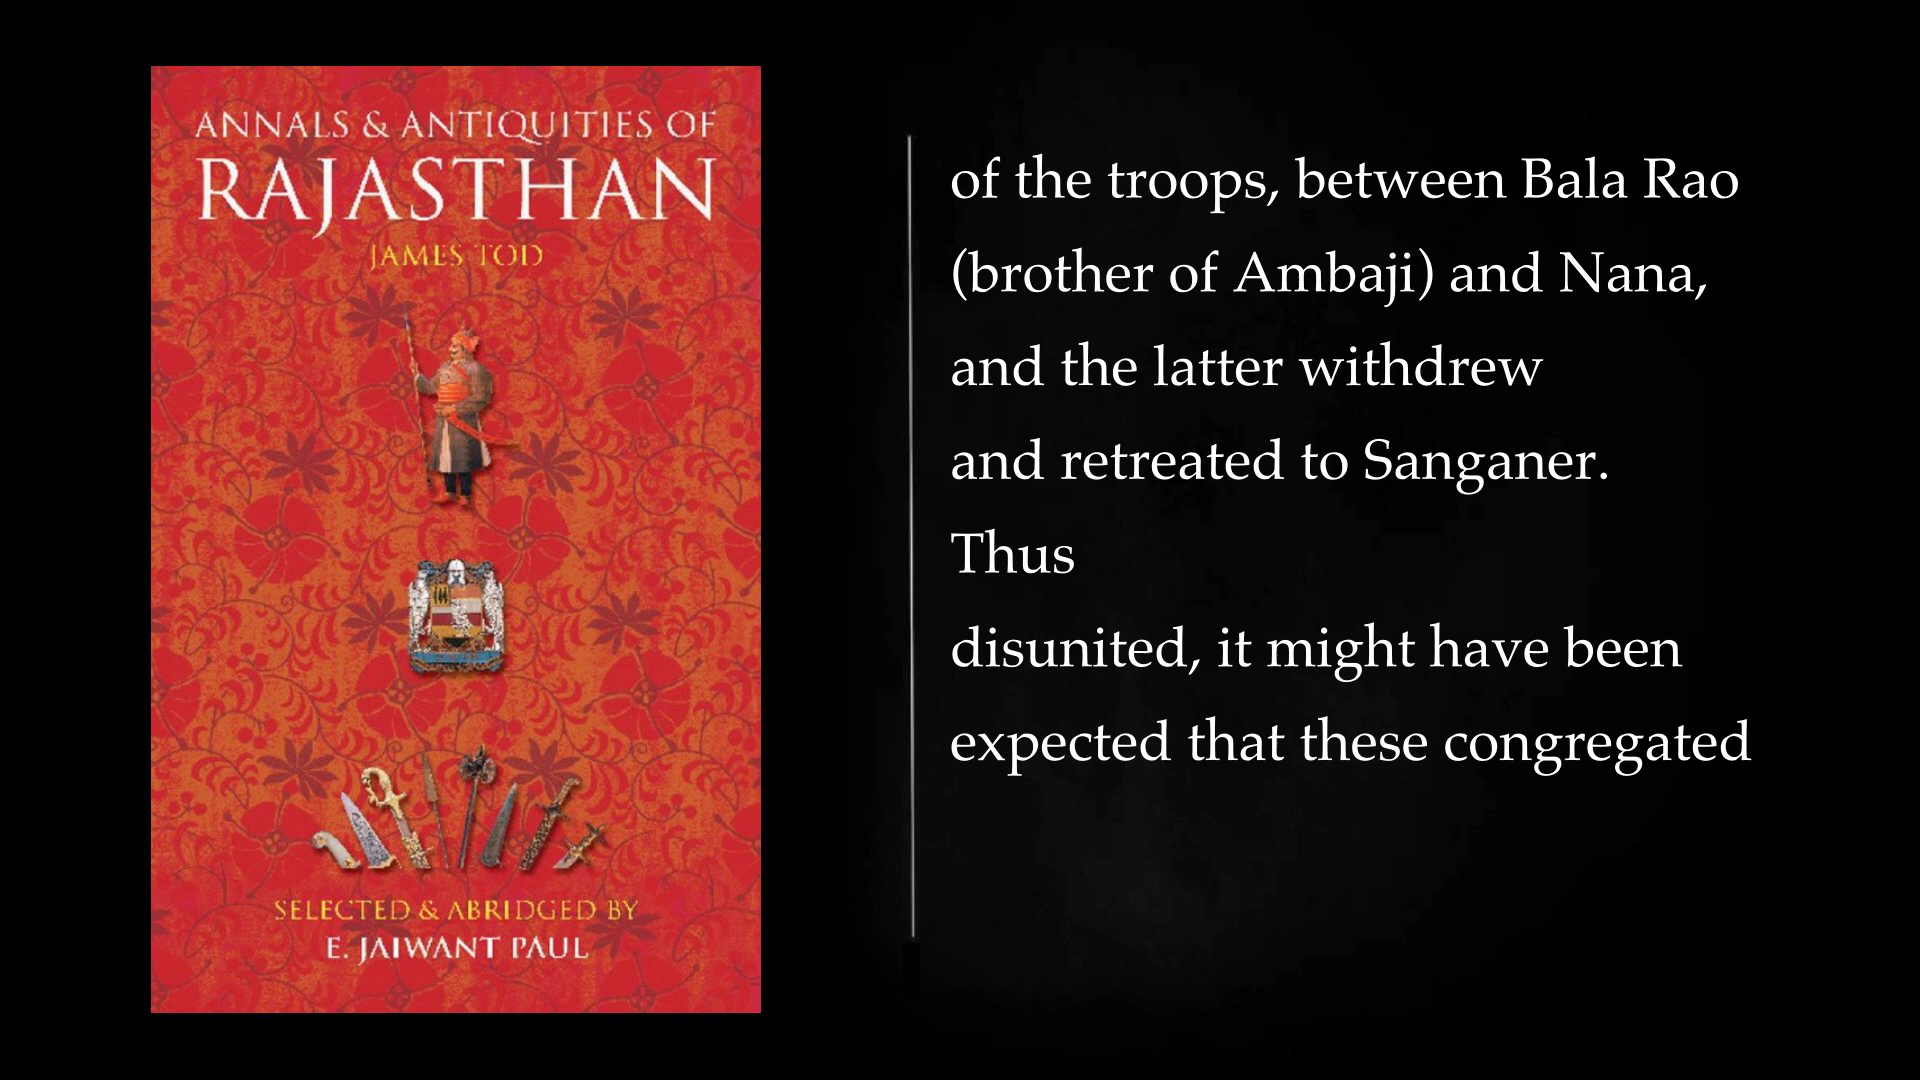 ANNALS & ANTIQUITIES OF
RAJASTHAN
JAMES TOD
SELECTED & ABRIDGED BY
E. JAIWANT PAUL
of the troops, between Bala Rao
(brother of Ambaji) and Nana,
and the latter withdrew
and retreated to Sanganer.
Thus
disunited, it might have been
expected that these congregated